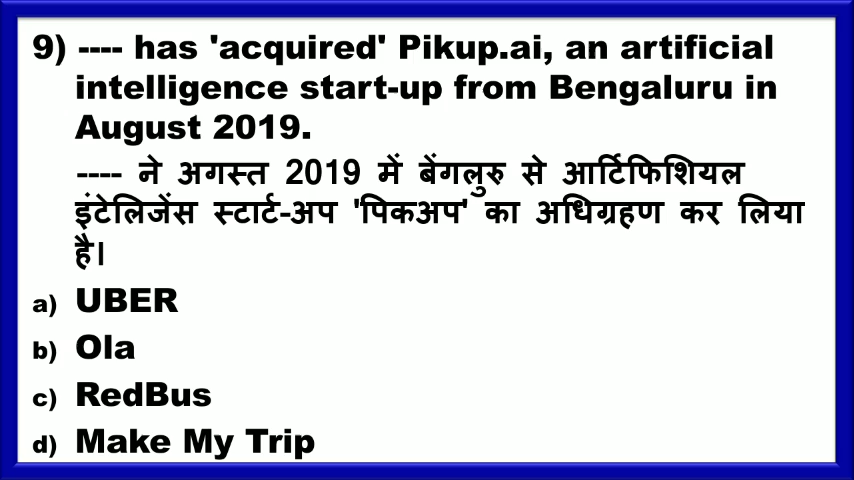 9) ---- has 'acquired' Pikup.ai, an artificial
intelligence start-up from Bengaluru in
August 2019.
---- ने अगस्त 2019 में बेंगलुरु से आर्टिफिशियल
इंटेलिजेंस स्टार्ट-अप 'पिकअप' का अधिग्रहण कर लिया
है।
a) UBER
b) Ola
c) RedBus
d) Make My Trip